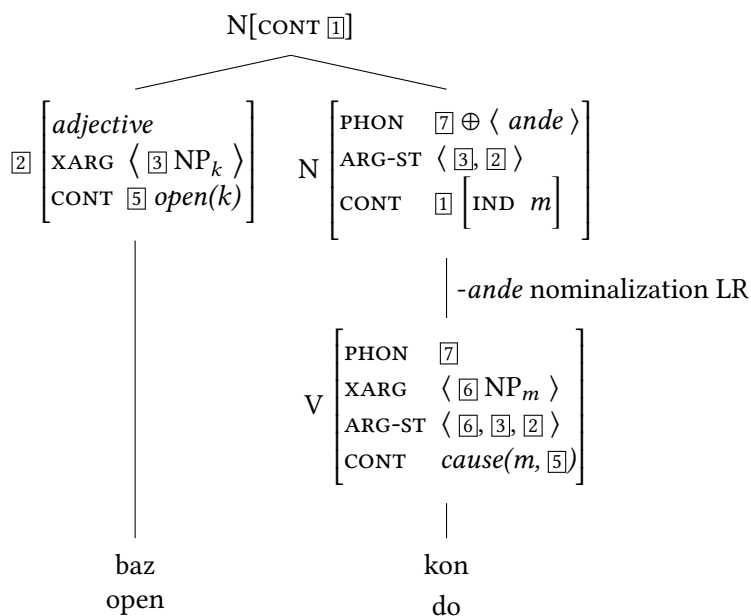 N[CONT 1]
2 [adjective
XARG ⟨ 3 NPₖ ⟩
CONT 5 open(k)]
N [PHON 7 ⊕ ⟨ ande ⟩
ARG-ST ⟨ 3, 2 ⟩
CONT 1 [IND m]]
-ande nominalization LR
V [PHON 7
XARG ⟨ 6 NPₘ ⟩
ARG-ST ⟨ 6, 3, 2 ⟩
CONT cause(m, 5)]
baz kon
open do